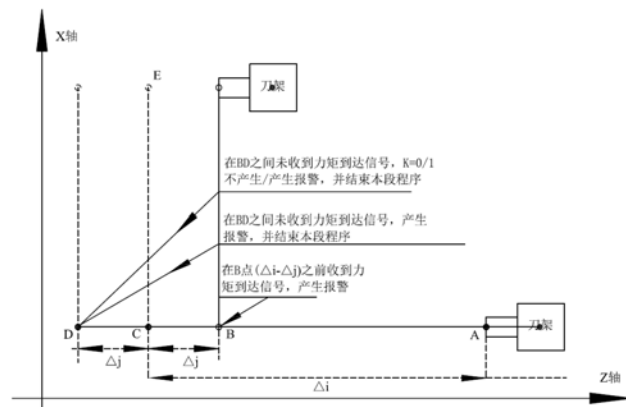 X轴
E
刀架
在BD之间未收到力矩到达信号, K=0/1
不产生/产生报警, 并结束本段程序
在BD之间未收到力矩到达信号, 产生
报警, 并结束本段程序
在B点(△i-△j)之前收到力
矩到达信号, 产生报警
刀架
D
C
B
A
△j
△j
△i
Z轴